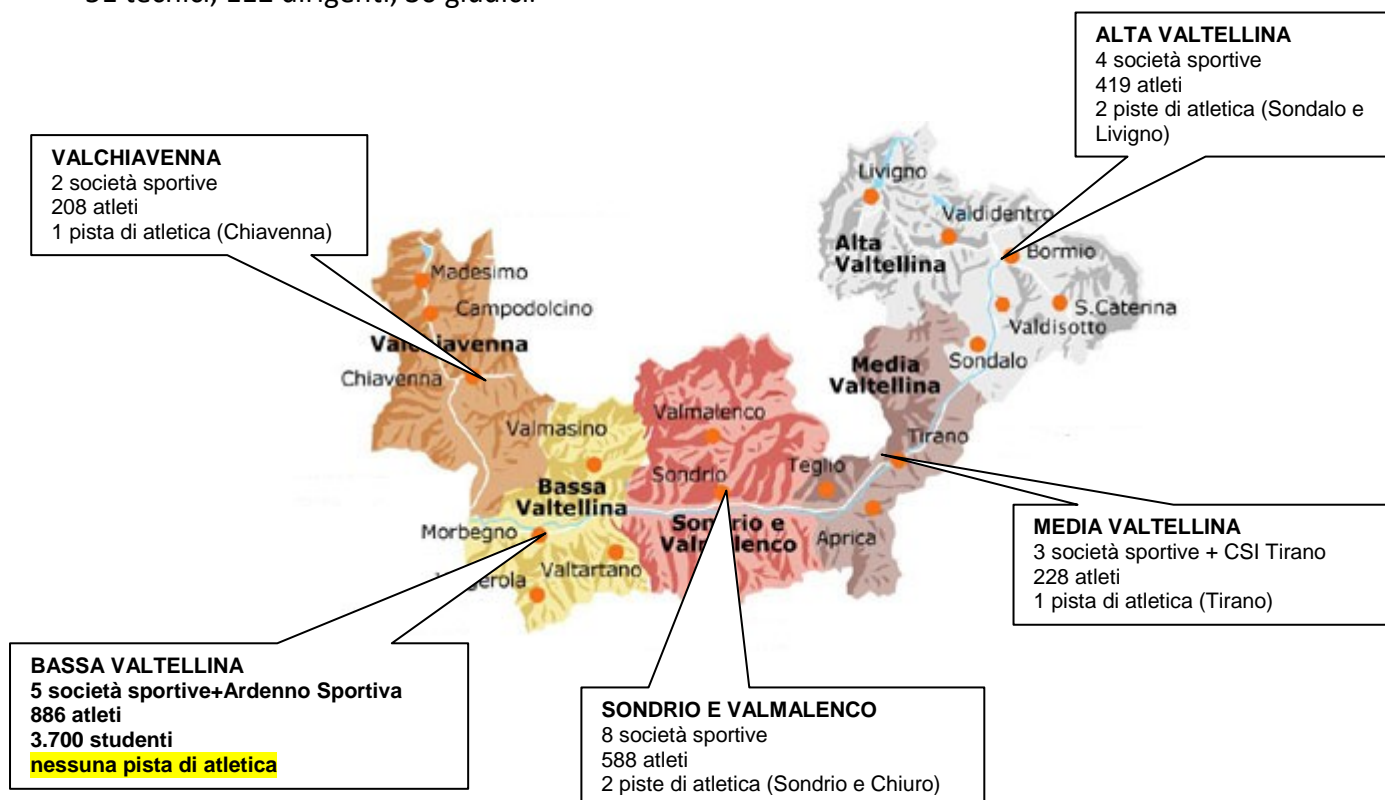 ALTA VALTELLINA
4 società sportive
419 atleti
2 piste di atletica (Sondalo e
Livigno)
VALCHIAVENNA
2 società sportive
208 atleti
1 pista di atletica (Chiavenna)
Livigno
Valdidentro
Alta
Valtellina
Bormio
S.Caterina
Valdisotto
Sondalo
Madesimo
Campodolcino
Valchiavenna
Chiavenna
Media
Valtellina
Valmasino
Valmalenco
Tirano
Sondrio
Teglio
Bassa
Valtellina
Morbegno
Sondrio e
Valmalenco
Aprica
Valtartano
MEDIA VALTELLINA
3 società sportive + CSI Tirano
228 atleti
1 pista di atletica (Tirano)
BASSA VALTELLINA
5 società sportive+Ardenno Sportiva
886 atleti
3.700 studenti
nessuna pista di atletica
SONDRIO E VALMALENCO
8 società sportive
588 atleti
2 piste di atletica (Sondrio e Chiuro)